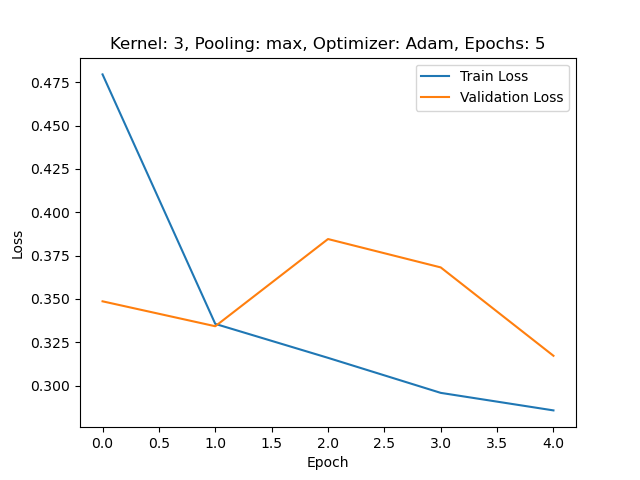 Kernel: 3, Pooling: max, Optimizer: Adam, Epochs: 5
Train Loss
Validation Loss
0.475
0.450
0.425
0.400
0.375
0.350
0.325
0.300
Loss
0.0 0.5 1.0 1.5 2.0 2.5 3.0 3.5 4.0
Epoch